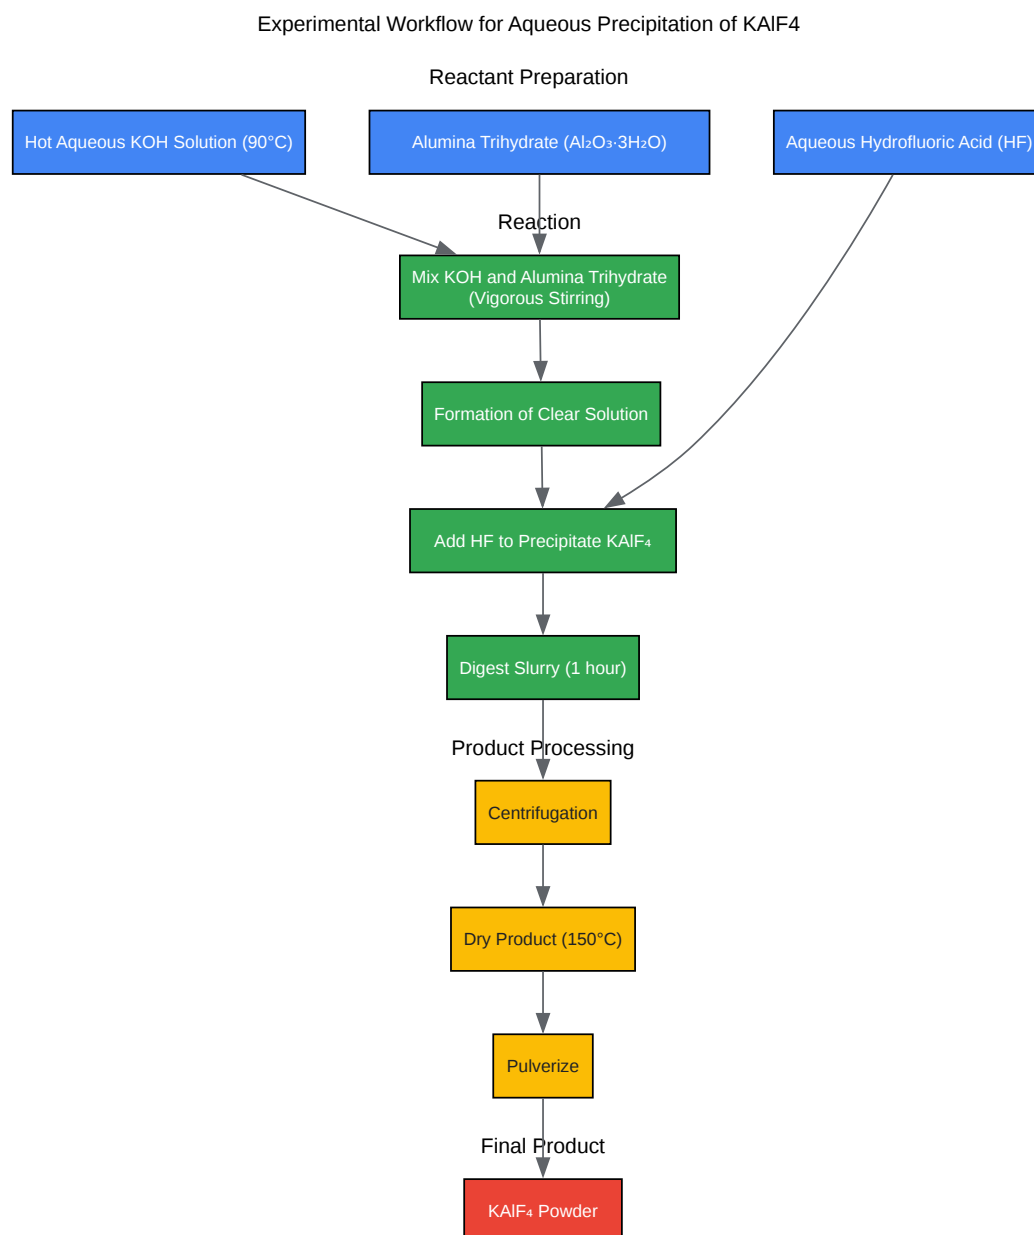 Experimental Workflow for Aqueous Precipitation of KAlF4
Reactant Preparation
Hot Aqueous KOH Solution (90°C)
Alumina Trihydrate (Al₂O₃·3H₂O)
Aqueous Hydrofluoric Acid (HF)
Reaction
Mix KOH and Alumina Trihydrate
(Vigorous Stirring)
Formation of Clear Solution
Add HF to Precipitate KAlF₄
Digest Slurry (1 hour)
Product Processing
Centrifugation
Dry Product (150°C)
Pulverize
Final Product
KAlF₄ Powder